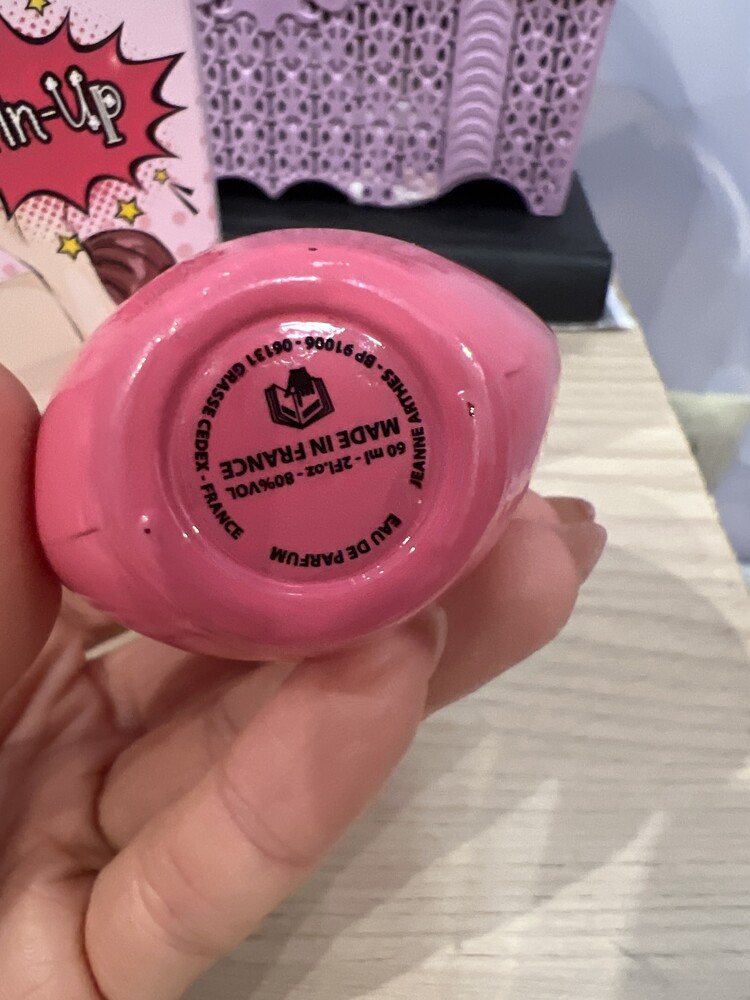 in-Up
JEANNE ARTHES - BP 91006 - 06131 GRASSE CEDEX - FRANCE
EAU DE PARFUM
60 ml - 2Fl.oz - 80%VOL
MADE IN FRANCE